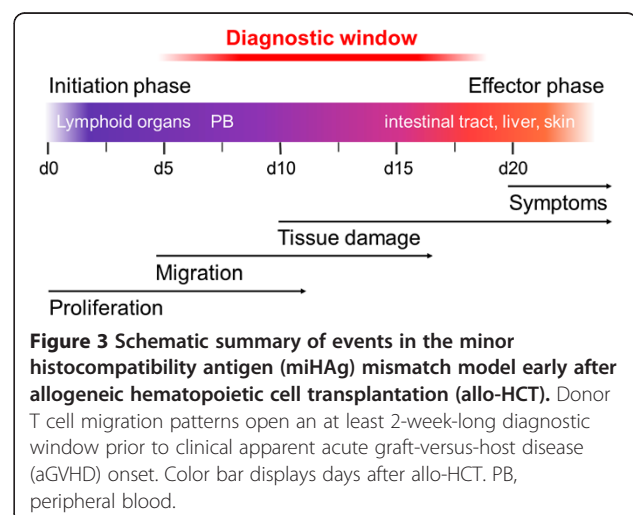 Diagnostic window
Initiation phase Effector phase
Lymphoid organs PB intestinal tract, liver, skin
d0 d5 d10 d15 d20
Symptoms
Tissue damage
Migration
Proliferation
Figure 3 Schematic summary of events in the minor
histocompatibility antigen (miHAg) mismatch model early after
allogeneic hematopoietic cell transplantation (allo-HCT). Donor
T cell migration patterns open an at least 2-week-long diagnostic
window prior to clinical apparent acute graft-versus-host disease
(aGVHD) onset. Color bar displays days after allo-HCT. PB,
peripheral blood.